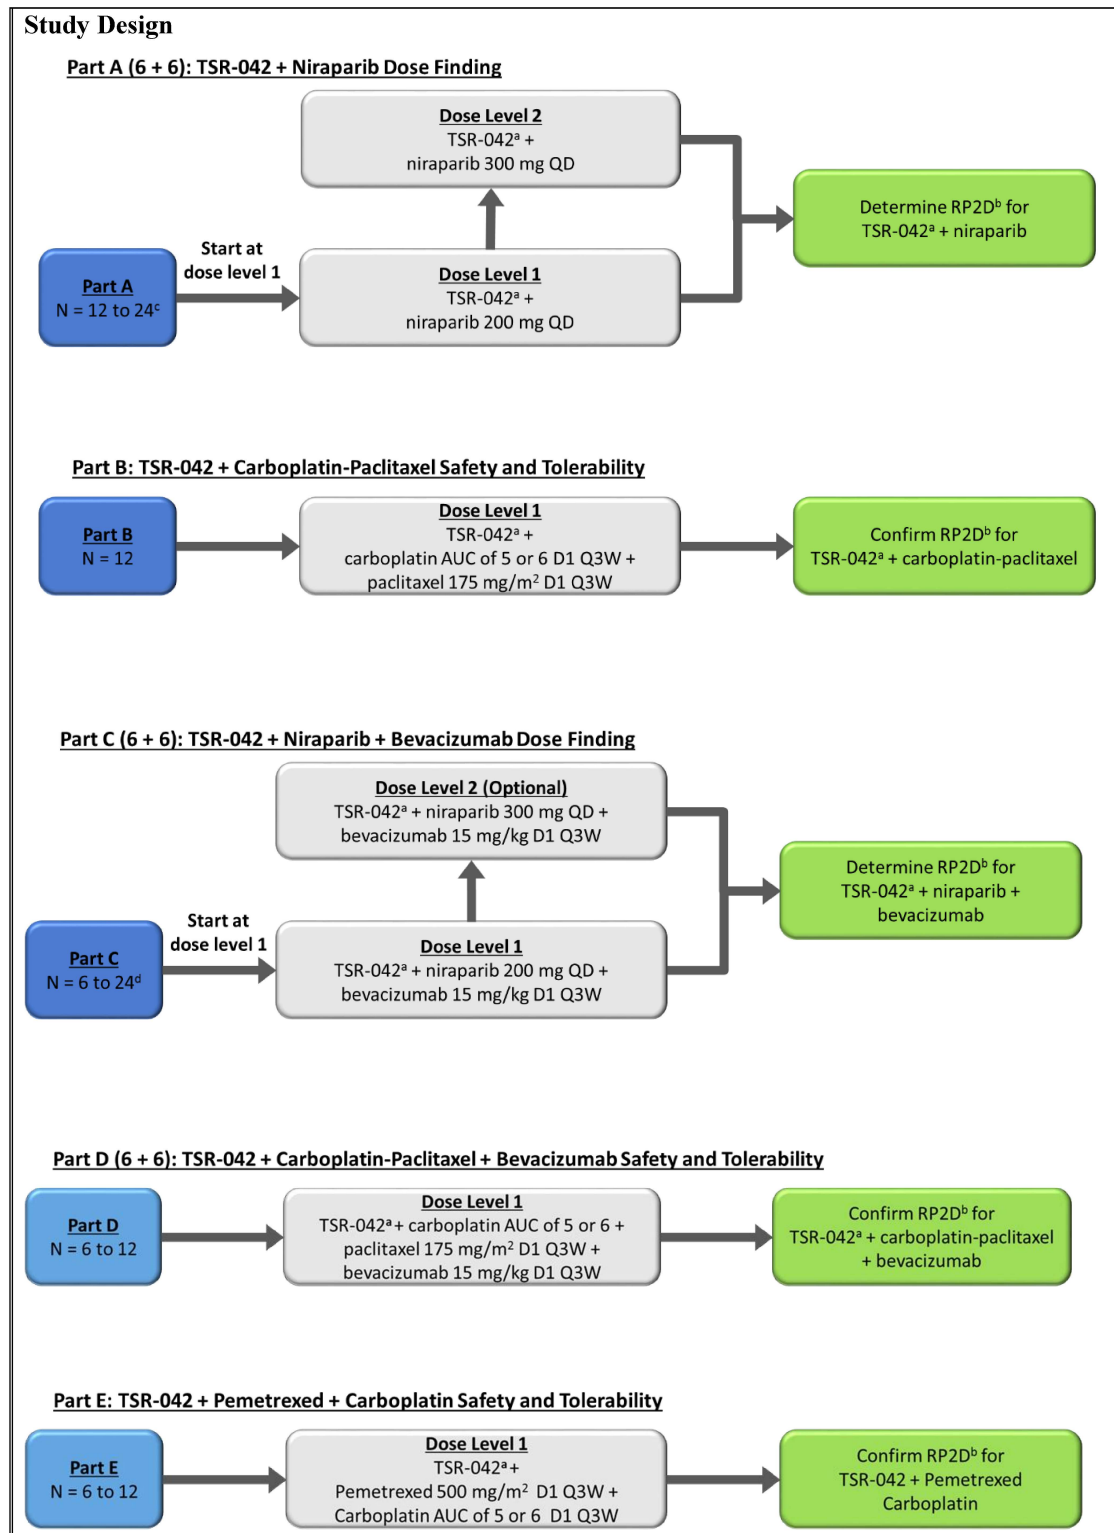 Study Design
Part A (6 + 6): TSR-042 + Niraparib Dose Finding
Dose Level 2
TSR-042ᵃ +
niraparib 300 mg QD
Determine RP2Dᵇ for
TSR-042ᵃ + niraparib
Start at
dose level 1
Part A
N = 12 to 24ᶜ
Dose Level 1
TSR-042ᵃ +
niraparib 200 mg QD
Part B: TSR-042 + Carboplatin-Paclitaxel Safety and Tolerability
Part B
N = 12
Dose Level 1
TSR-042ᵃ +
carboplatin AUC of 5 or 6 D1 Q3W +
paclitaxel 175 mg/m² D1 Q3W
Confirm RP2Dᵇ for
TSR-042ᵃ + carboplatin-paclitaxel
Part C (6 + 6): TSR-042 + Niraparib + Bevacizumab Dose Finding
Dose Level 2 (Optional)
TSR-042ᵃ + niraparib 300 mg QD +
bevacizumab 15 mg/kg D1 Q3W
Determine RP2Dᵇ for
TSR-042ᵃ + niraparib +
bevacizumab
Start at
dose level 1
Part C
N = 6 to 24ᵈ
Dose Level 1
TSR-042ᵃ + niraparib 200 mg QD +
bevacizumab 15 mg/kg D1 Q3W
Part D (6 + 6): TSR-042 + Carboplatin-Paclitaxel + Bevacizumab Safety and Tolerability
Part D
N = 6 to 12
Dose Level 1
TSR-042ᵃ + carboplatin AUC of 5 or 6 +
paclitaxel 175 mg/m² D1 Q3W +
bevacizumab 15 mg/kg D1 Q3W
Confirm RP2Dᵇ for
TSR-042ᵃ + carboplatin-paclitaxel
+ bevacizumab
Part E: TSR-042 + Pemetrexed + Carboplatin Safety and Tolerability
Part E
N = 6 to 12
Dose Level 1
TSR-042ᵃ +
Pemetrexed 500 mg/m² D1 Q3W +
Carboplatin AUC of 5 or 6 D1 Q3W
Confirm RP2Dᵇ for
TSR-042 + Pemetrexed
Carboplatin